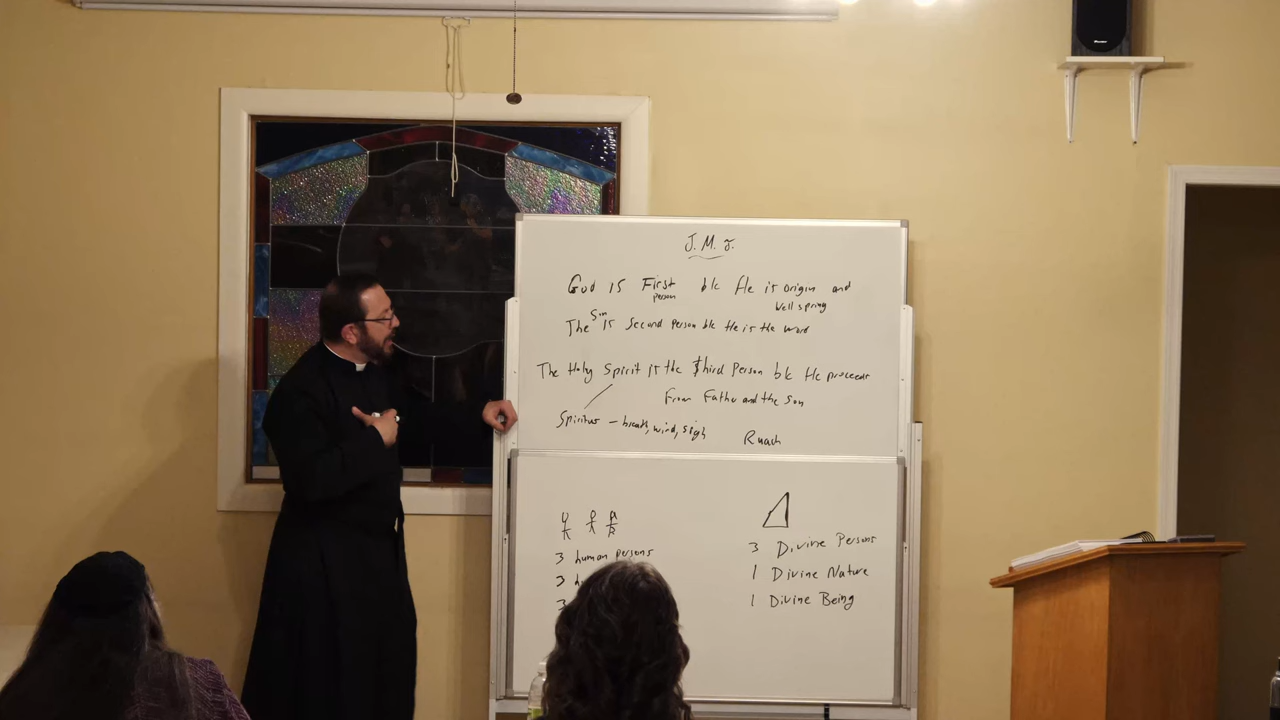 J. M. J.
God is First b/c He is origin and
person
well spring
The Son is second person b/c He is the word
The Holy Spirit is the Third Person b/c He proceeds
From Father and the Son
Spiritus - breath, wind, sigh
Ruach
3 human persons
3 h
3
3 Divine Persons
1 Divine Nature
1 Divine Being